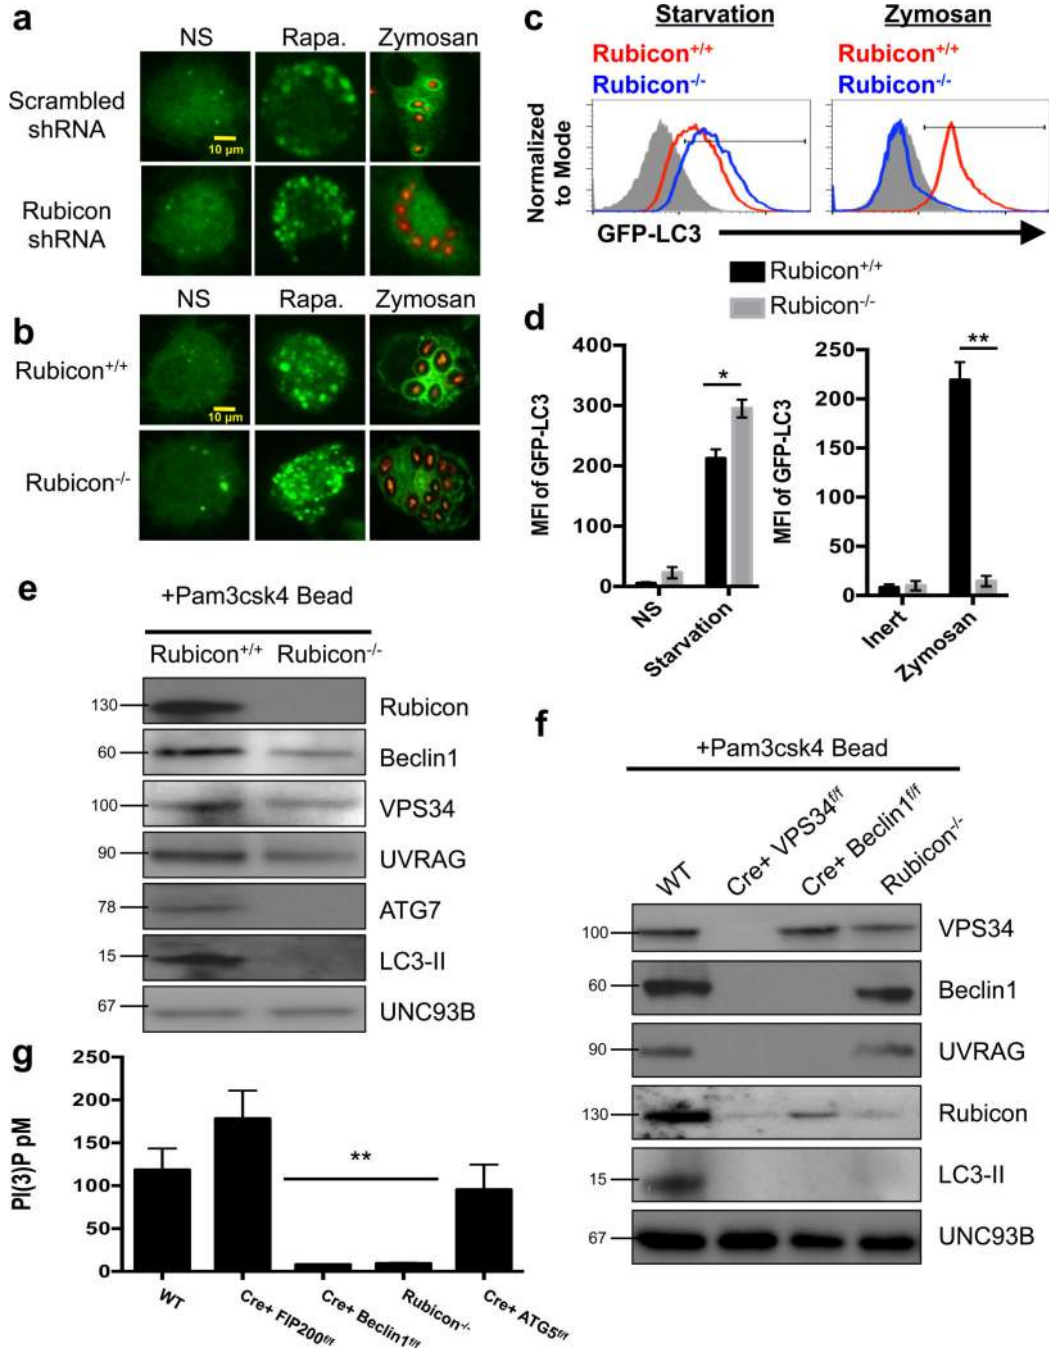 a
NS Rapa. Zymosan
Scrambled
shRNA
10 µm
Rubicon
shRNA
b
NS Rapa. Zymosan
Rubicon+/+
10 µm
Rubicon-/-
c
Starvation Zymosan
Rubicon+/+ Rubicon+/+
Rubicon-/- Rubicon-/-
Normalized
to Mode
GFP-LC3
Rubicon+/+
Rubicon-/-
d
MFI of GFP-LC3
400
300
200
100
0
*
NS
Starvation
MFI of GFP-LC3
250
200
150
100
50
0
**
Inert
Zymosan
e
+Pam3csk4 Bead
Rubicon+/+ Rubicon-/-
130 Rubicon
60 Beclin1
100 VPS34
90 UVRAG
78 ATG7
15 LC3-II
67 UNC93B
f
+Pam3csk4 Bead
WT Cre+ VPS34f/f Cre+ Beclin1f/f Rubicon-/-
100 VPS34
60 Beclin1
90 UVRAG
130 Rubicon
15 LC3-II
67 UNC93B
g
PI(3)P pM
250
200
150
100
50
0
**
WT
Cre+ FIP200f/f
Cre+ Beclin1f/f
Rubicon-/-
Cre+ ATG5f/f